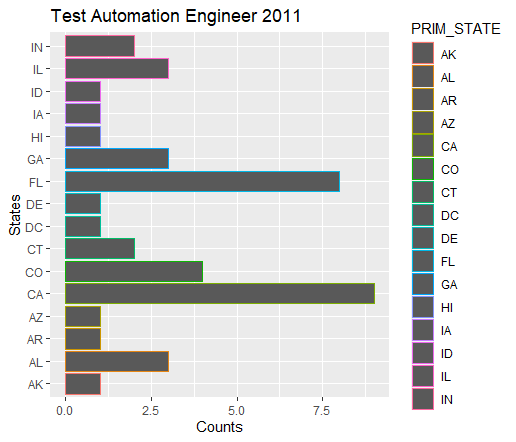 Test Automation Engineer 2011
PRIM_STATE
IN
IL
ID
IA
HI
GA
FL
DE
DC
CT
CO
CA
AZ
AR
AL
AK
States
0.0
2.5
5.0
7.5
Counts
AK
AL
AR
AZ
CA
CO
CT
DC
DE
FL
GA
HI
IA
ID
IL
IN